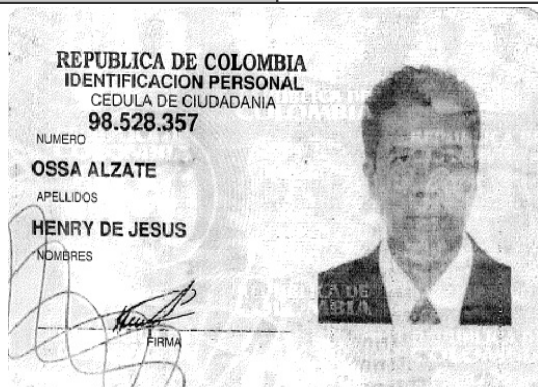 REPUBLICA DE COLOMBIA
IDENTIFICACION PERSONAL
CEDULA DE CIUDADANIA
98.528.357
NUMERO
OSSA ALZATE
APELLIDOS
HENRY DE JESUS
NOMBRES
FIRMA